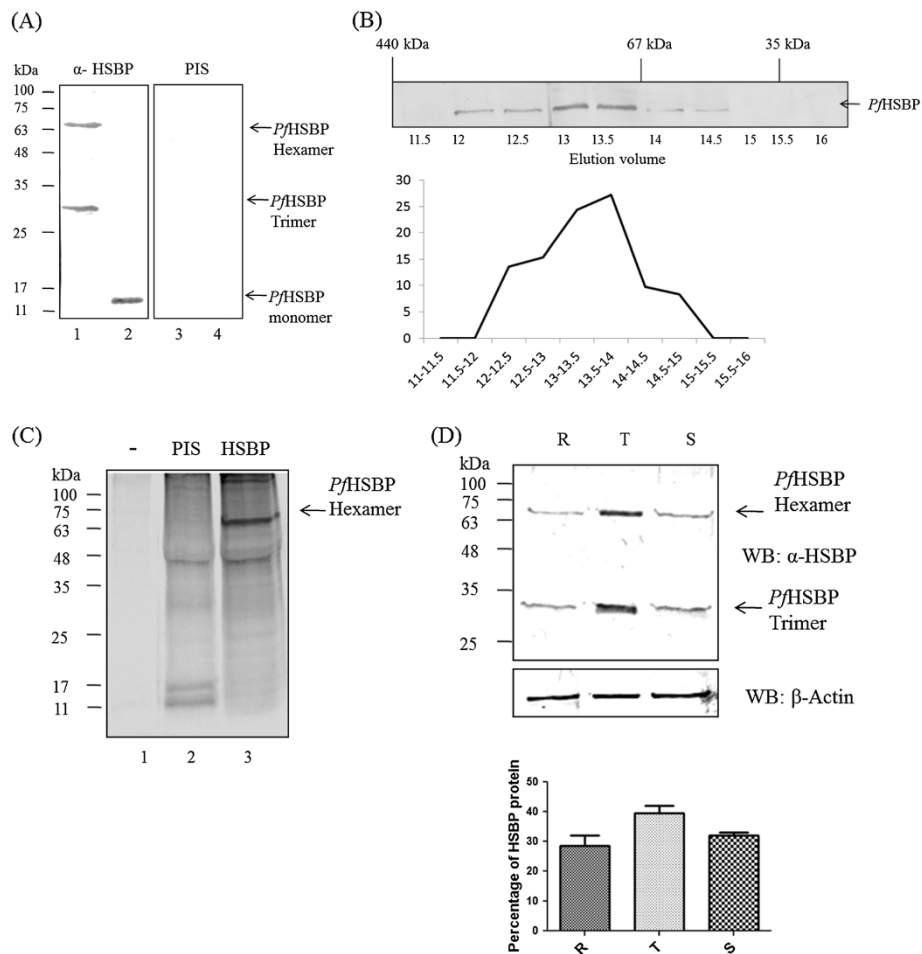 (A)
kDa
α- HSBP
PIS
100
75
63
48
35
25
17
11
PfHSBP
Hexamer
PfHSBP
Trimer
PfHSBP
monomer
1 2 3 4
(B)
440 kDa
67 kDa
35 kDa
PfHSBP
11.5 12 12.5 13 13.5 14 14.5 15 15.5 16
Elution volume
30
25
20
15
10
5
0
11-11.5
11.5-12
12-12.5
12.5-13
13-13.5
13.5-14
14-14.5
14.5-15
15-15.5
15.5-16
(C)
- PIS HSBP
kDa
100
75
63
48
35
25
17
11
PfHSBP
Hexamer
1 2 3
(D)
R T S
kDa
100
75
63
48
35
25
PfHSBP
Hexamer
WB: α-HSBP
PfHSBP
Trimer
WB: β-Actin
Percentage of HSBP protein
50
40
30
20
10
0
R
T
S